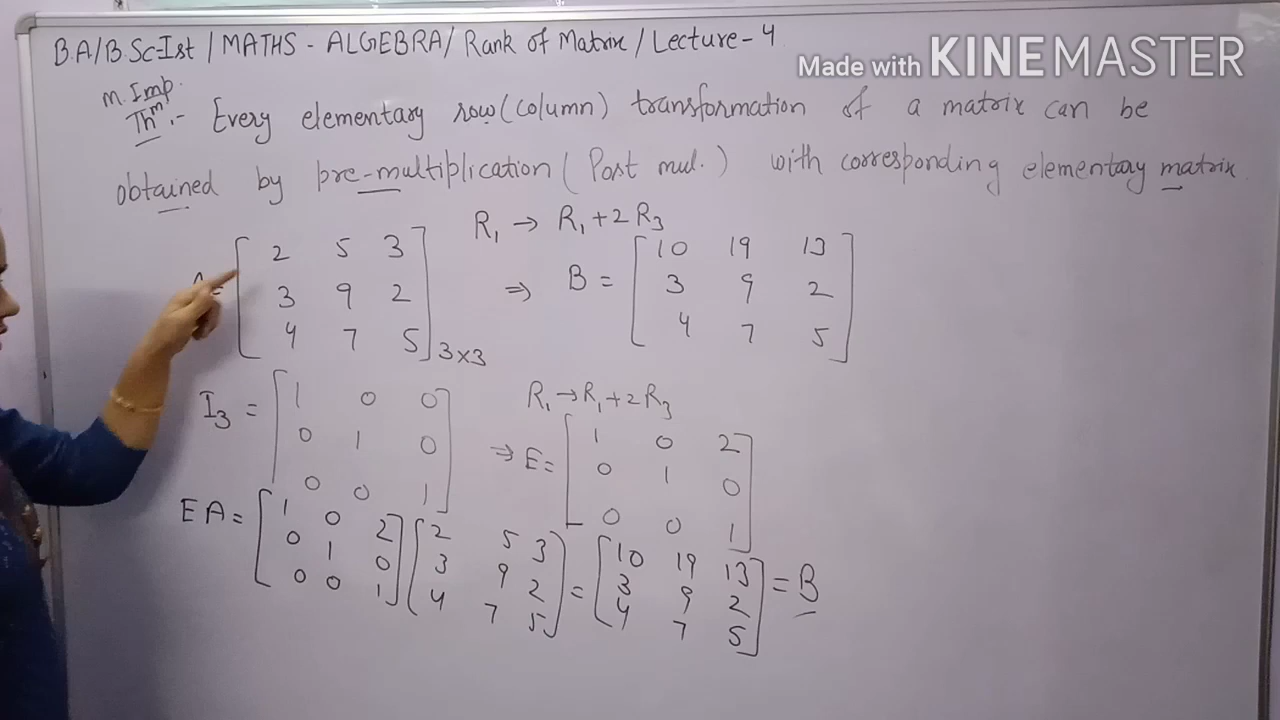 B.A/B.Sc-Ist / MATHS - ALGEBRA / Rank of Matrix / Lecture - 4
Made with KINEMASTER
m. Imp.
Thm :- Every elementary row (column) transformation of a matrix can be
obtained by pre-multiplication (Post mul.) with corresponding elementary matrix
R₁ → R₁ + 2 R₃
A = [ 2 5 3 ⇒ B = [ 10 19 13
3 9 2 3 9 2
4 7 5 ]3×3 4 7 5 ]
R₁ → R₁ + 2 R₃
I₃ = [ 1 0 0 ⇒ E = [ 1 0 2
0 1 0 0 1 0
0 0 1 ] 0 0 1 ]
EA = [ 1 0 2 [ 2 5 3 = [ 10 19 13 = B
0 1 0 3 9 2 3 9 2
0 0 1 ] 4 7 5 ] 4 7 5 ]